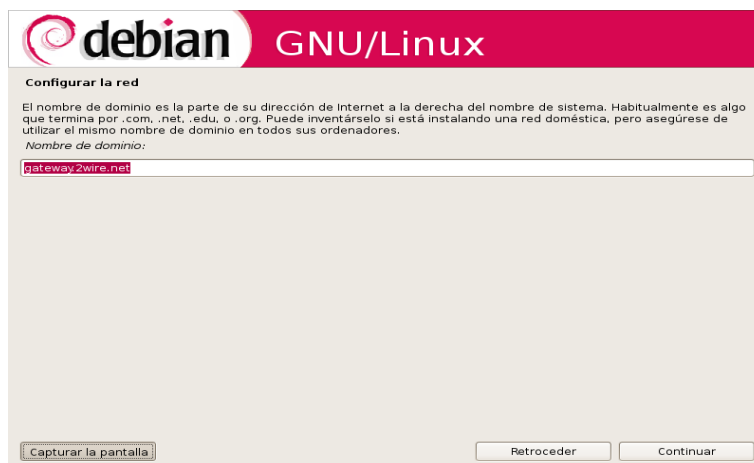 debian GNU/Linux
Configurar la red
El nombre de dominio es la parte de su dirección de Internet a la derecha del nombre de sistema. Habitualmente es algo
que termina por .com, .net, .edu, o .org. Puede inventárselo si está instalando una red doméstica, pero asegúrese de
utilizar el mismo nombre de dominio en todos sus ordenadores.
Nombre de dominio:
gateway.2wire.net
Capturar la pantalla Retroceder Continuar